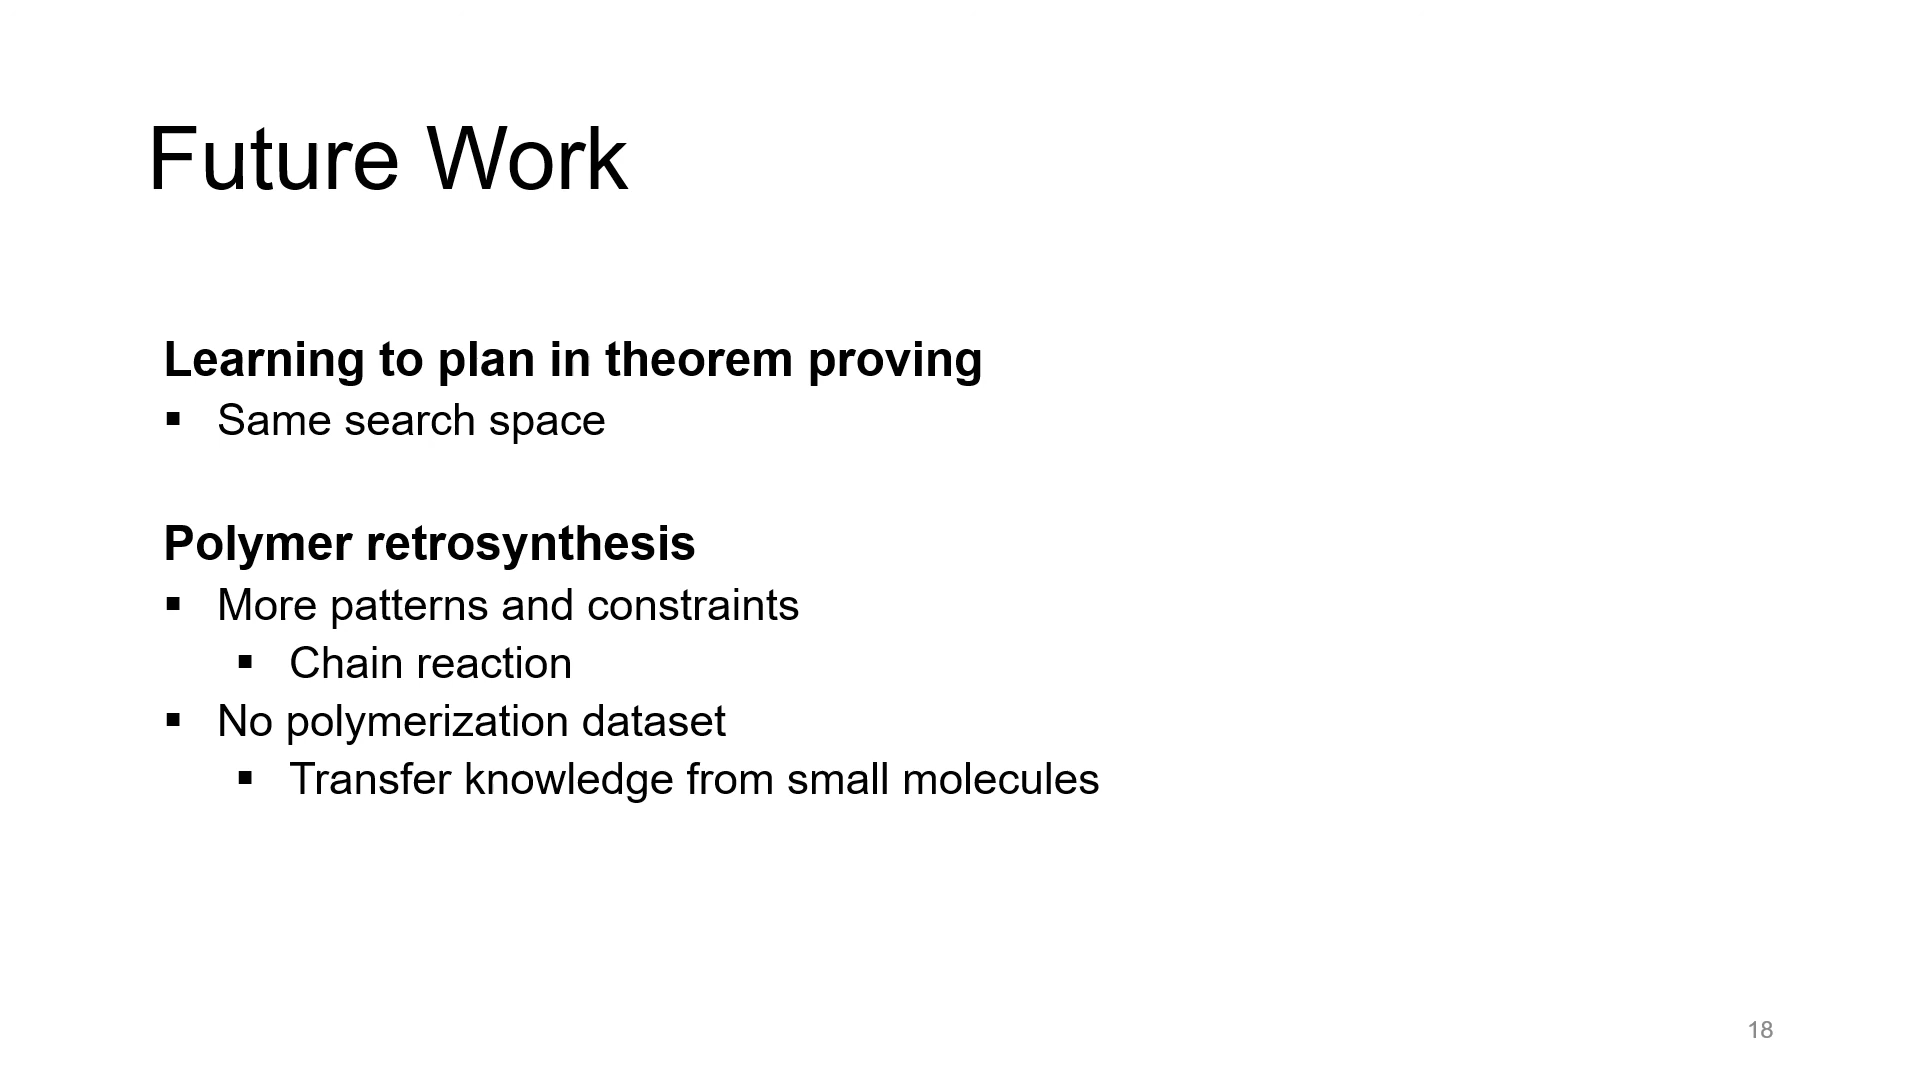 Future Work
Learning to plan in theorem proving
▪ Same search space
Polymer retrosynthesis
▪ More patterns and constraints
▪ Chain reaction
▪ No polymerization dataset
▪ Transfer knowledge from small molecules
18